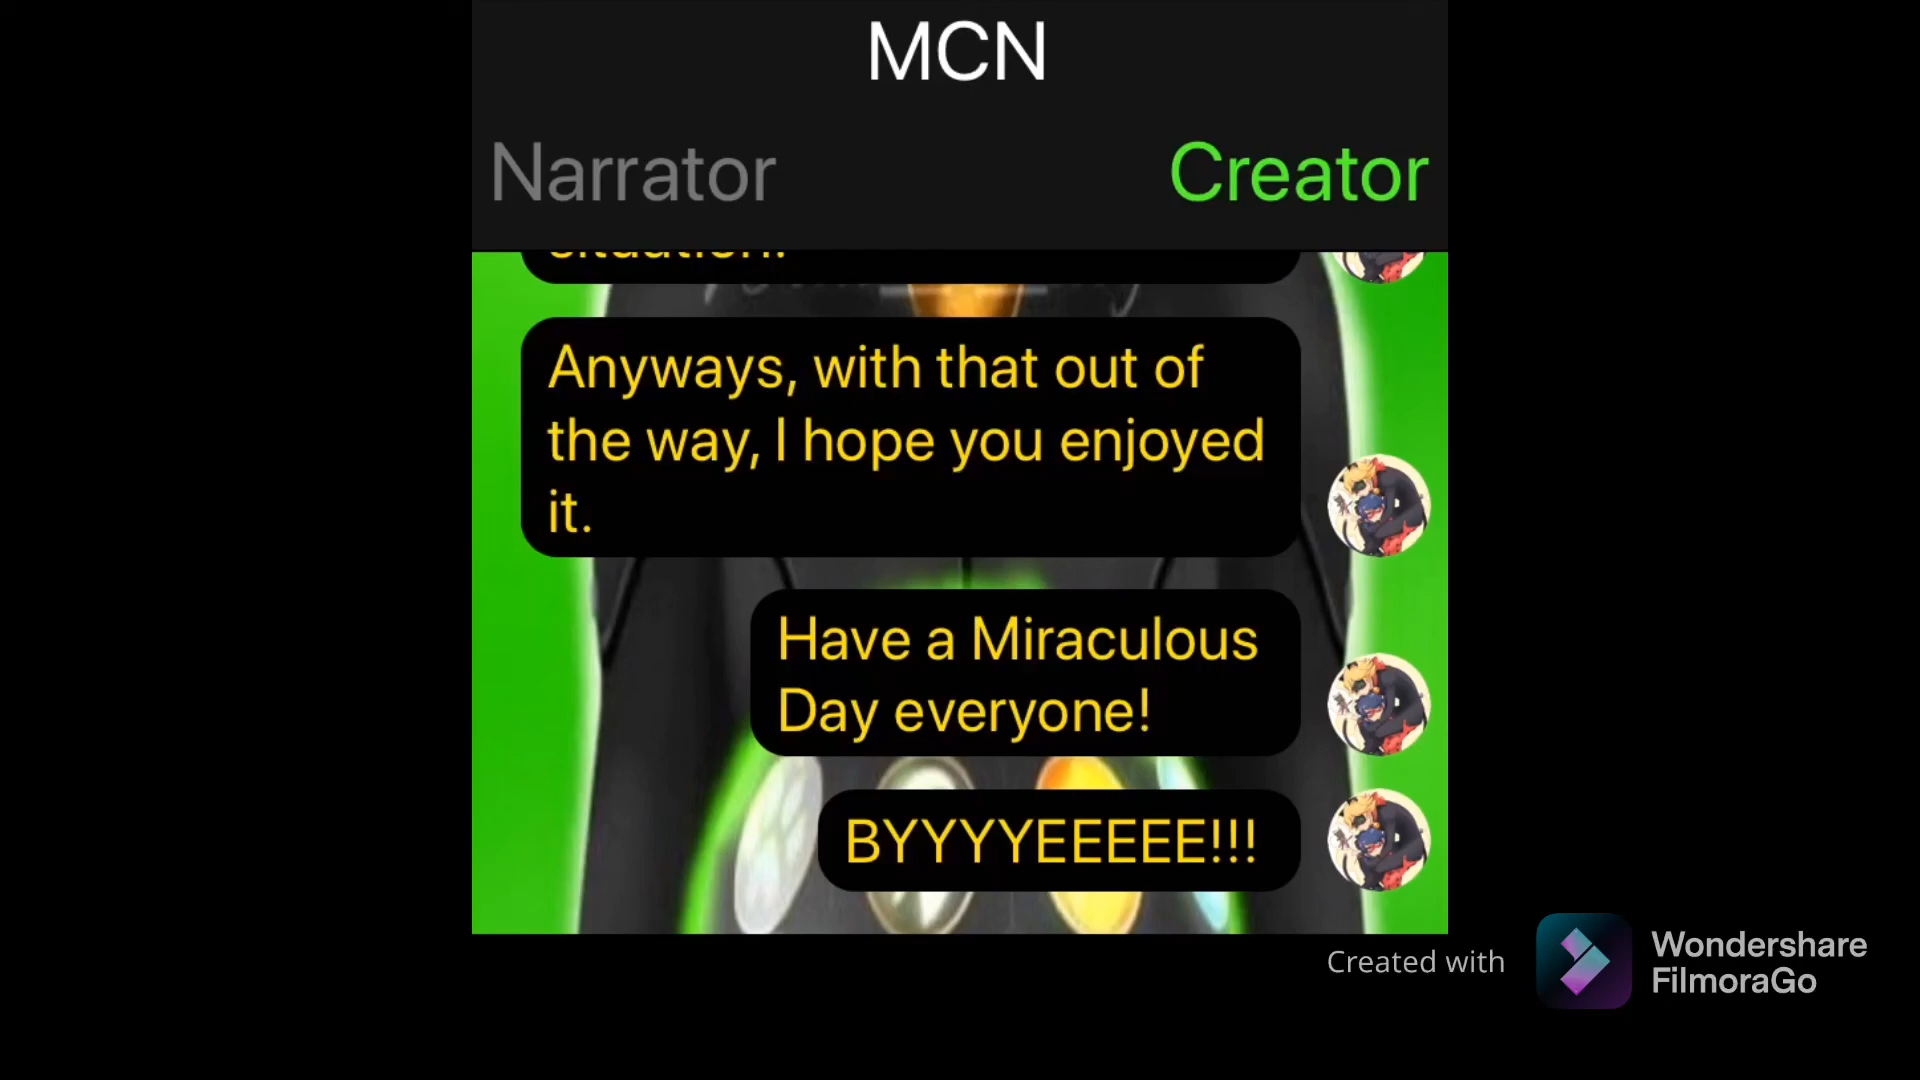 MCN
Narrator
Creator
situation.
Anyways, with that out of
the way, I hope you enjoyed
it.
Have a Miraculous
Day everyone!
BYYYYEEEEE!!!
Created with
Wondershare
FilmoraGo